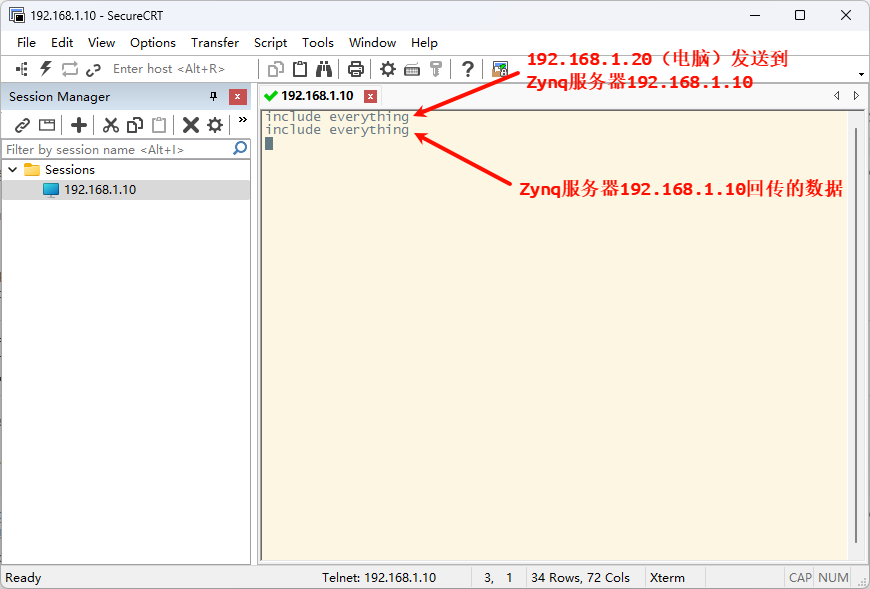 192.168.1.10 - SecureCRT
File Edit View Options Transfer Script Tools Window Help
Enter host <Alt+R>
192.168.1.20（电脑）发送到
Zynq服务器192.168.1.10
Session Manager
192.168.1.10
include everything
include everything
Filter by session name <Alt+I>
Sessions
192.168.1.10
Zynq服务器192.168.1.10回传的数据
Ready
Telnet: 192.168.1.10
3, 1
34 Rows, 72 Cols
Xterm
CAP NUM